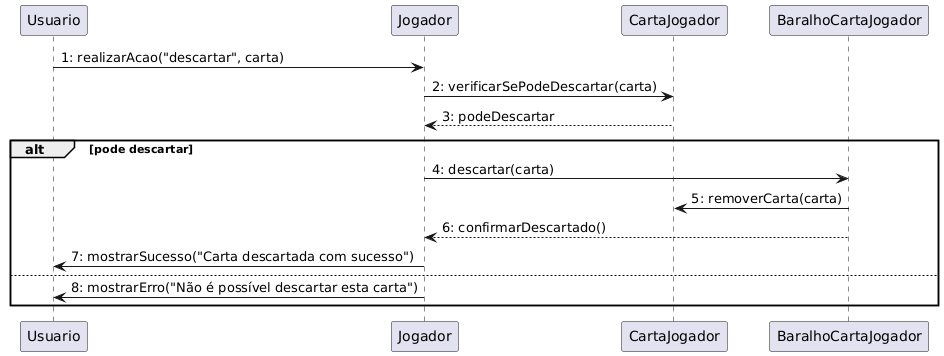 Usuario Jogador CartaJogador BaralhoCartaJogador
1: realizarAcao("descartar", carta)
2: verificarSePodeDescartar(carta)
3: podeDescartar
alt [pode descartar]
4: descartar(carta)
5: removerCarta(carta)
6: confirmarDescartado()
7: mostrarSucesso("Carta descartada com sucesso")
8: mostrarErro("Não é possível descartar esta carta")
Usuario Jogador CartaJogador BaralhoCartaJogador